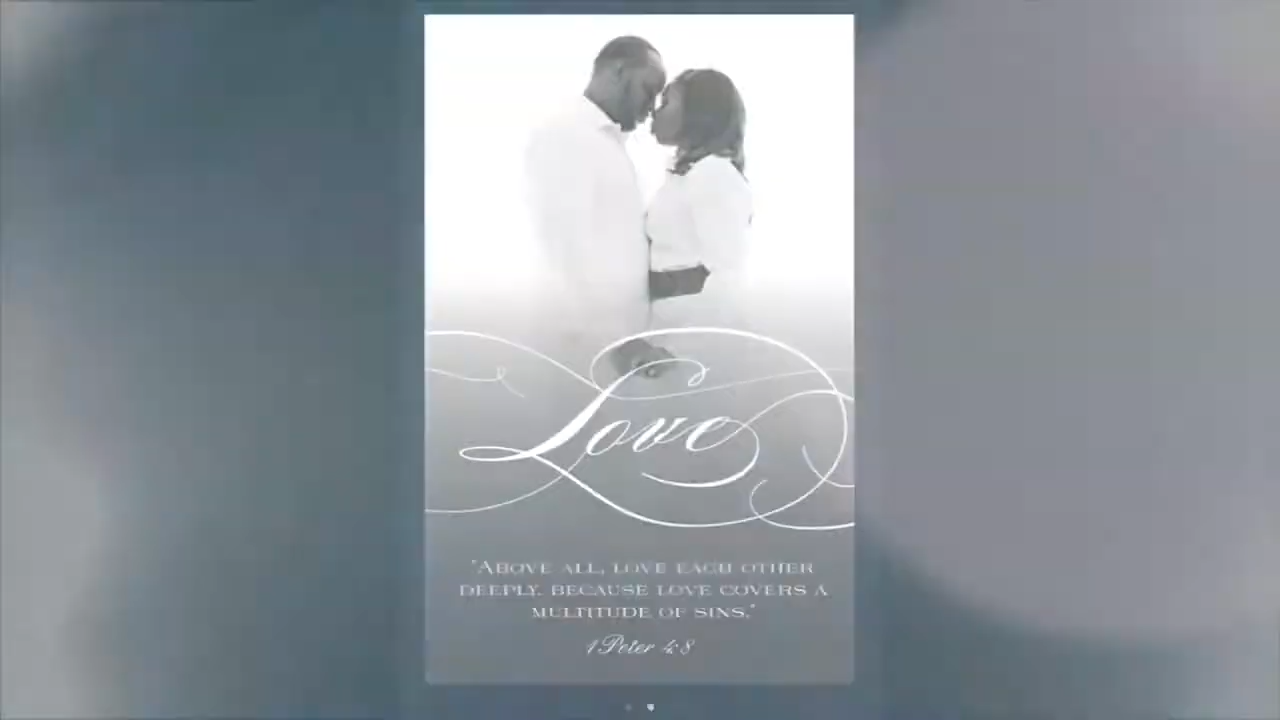 Love
"Above all, love each other
deeply, because love covers a
multitude of sins."
1 Peter 4:8